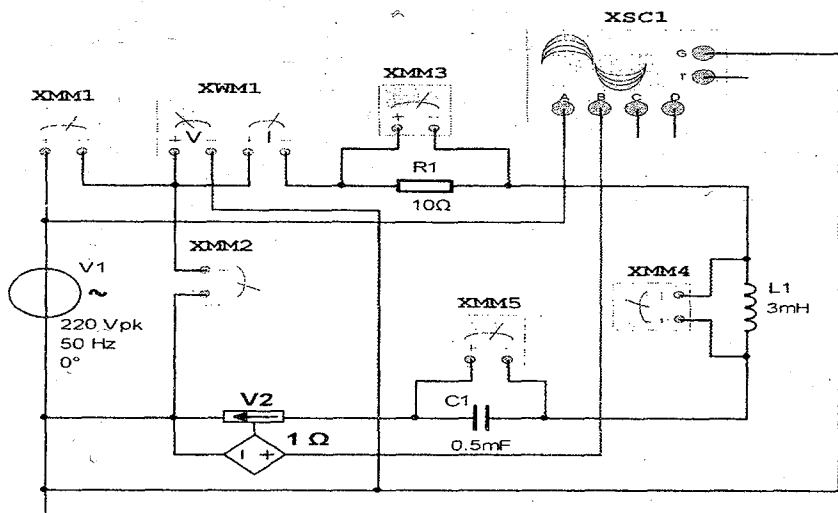 XSC1
G
T
A B C D
XMM1
XWM1
XMM3
V
I
R1
10Ω
XMM2
V1
220 Vpk
50 Hz
0°
XMM4
L1
3mH
XMM5
V2
1 Ω
C1
0.5mF